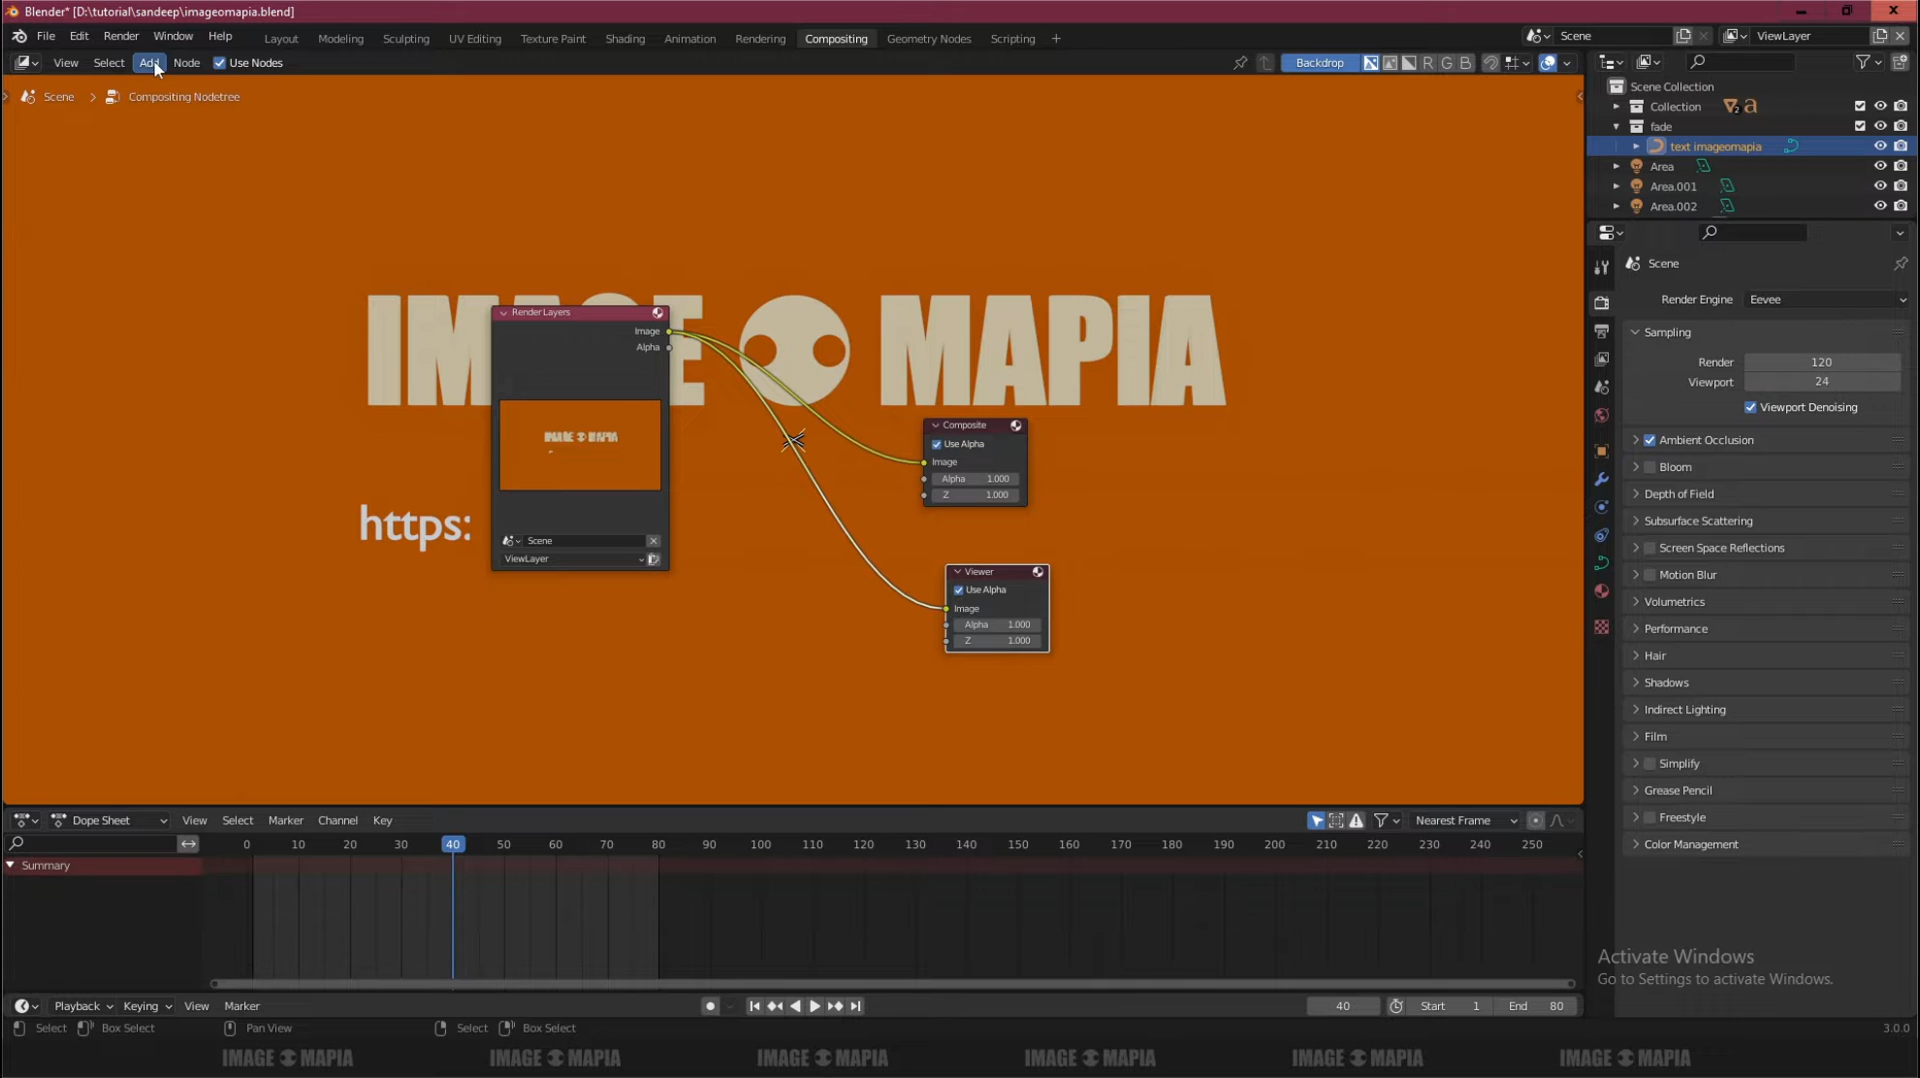 Blender* [D:\tutorial\sandeep\imageomapia.blend]
File Edit Render Window Help Layout Modeling Sculpting UV Editing Texture Paint Shading Animation Rendering Compositing Geometry Nodes Scripting + Scene ViewLayer
View Select Add Node Use Nodes Backdrop R G B
Scene > Compositing Nodetree
Scene Collection
Collection 2 a
fade
text imageomapia
Area
Area.001
Area.002
IMAGE MAPIA
Render Layers
Image
Alpha
IMAGE MAPIA
Scene
ViewLayer
https:
Composite
Use Alpha
Image
Alpha 1.000
Z 1.000
Viewer
Use Alpha
Image
Alpha 1.000
Z 1.000
Scene
Render Engine Eevee
Sampling
Render 120
Viewport 24
Viewport Denoising
Ambient Occlusion
Bloom
Depth of Field
Subsurface Scattering
Screen Space Reflections
Motion Blur
Volumetrics
Performance
Hair
Shadows
Indirect Lighting
Film
Simplify
Grease Pencil
Freestyle
Color Management
Dope Sheet View Select Marker Channel Key Nearest Frame
0 10 20 30 40 50 60 70 80 90 100 110 120 130 140 150 160 170 180 190 200 210 220 230 240 250
Summary
Activate Windows
Go to Settings to activate Windows.
Playback Keying View Marker 40 Start 1 End 80
Select Box Select Pan View Select Box Select 3.0.0
IMAGE MAPIA IMAGE MAPIA IMAGE MAPIA IMAGE MAPIA IMAGE MAPIA IMAGE MAPIA